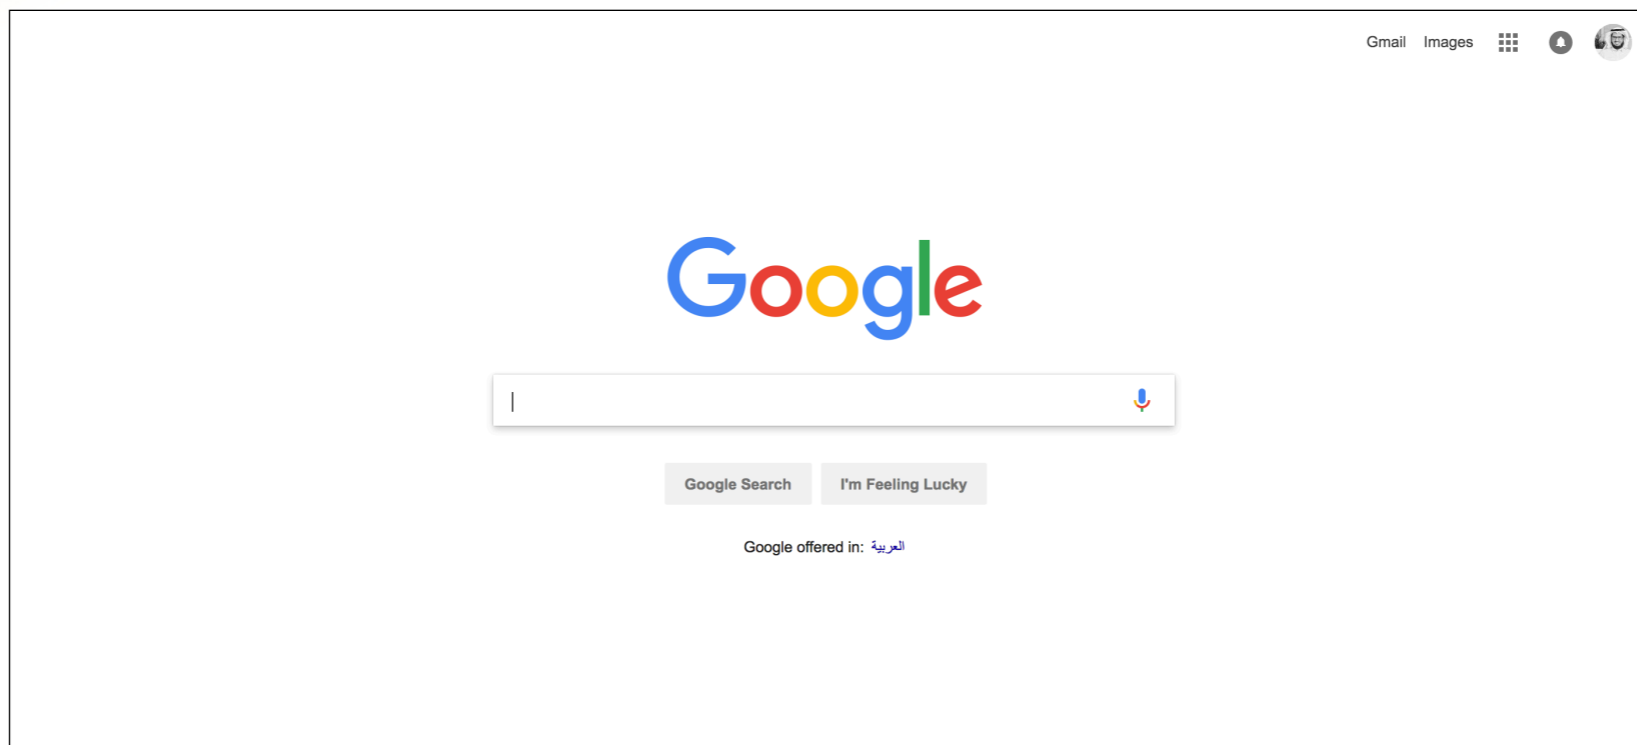 Gmail Images
Google
Google Search I'm Feeling Lucky
Google offered in: العربية